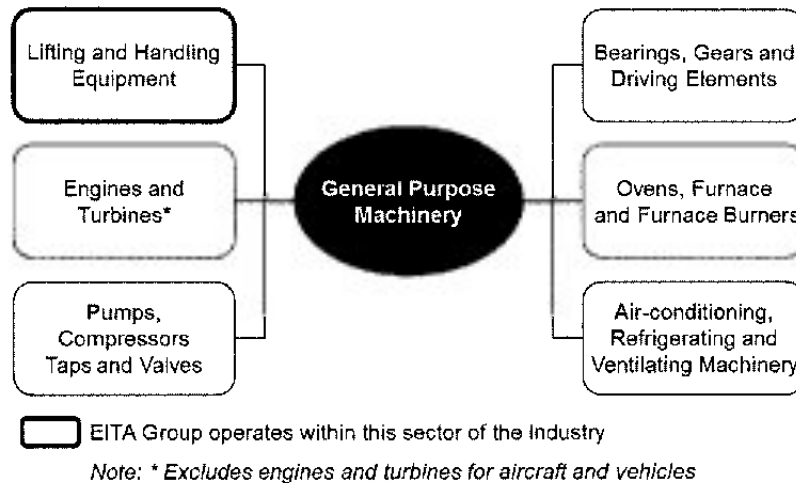 Lifting and Handling
Equipment
Engines and
Turbines*
Pumps,
Compressors
Taps and Valves
General Purpose
Machinery
Bearings, Gears and
Driving Elements
Ovens, Furnace
and Furnace Burners
Air-conditioning,
Refrigerating and
Ventilating Machinery
EITA Group operates within this sector of the Industry
Note: * Excludes engines and turbines for aircraft and vehicles